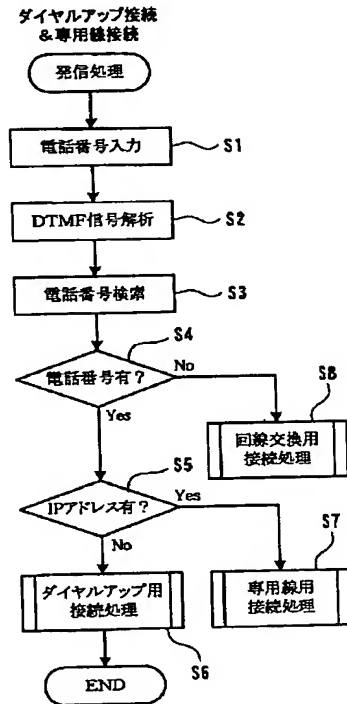 ダイヤルアップ接続
&専用線接続
発信処理
電話番号入力
S1
DTMF信号解析
S2
電話番号検索
S3
S4
電話番号有?
No
Yes
S8
回線交換用
接続処理
S5
IPアドレス有?
Yes
No
S7
ダイヤルアップ用
接続処理
専用線用
接続処理
S6
END